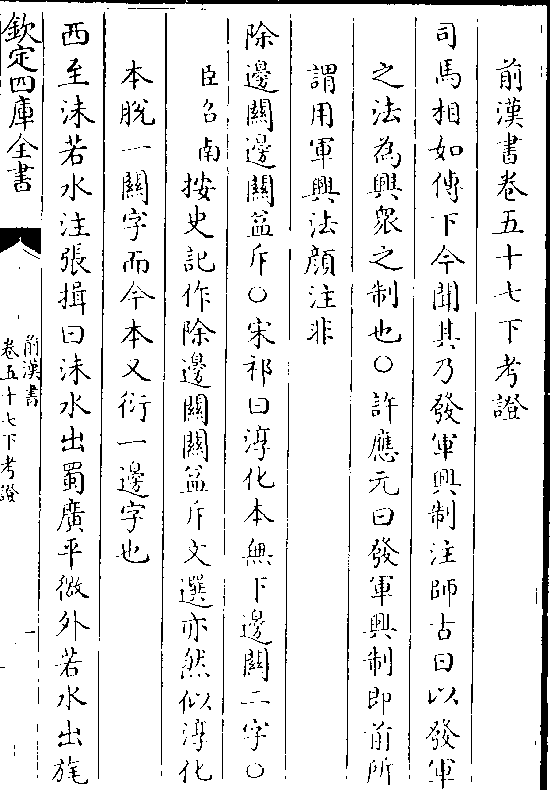 前漢書卷五十七下考證
司馬相如傳下今聞其乃發軍興制注師古曰以發軍
之法為興衆之制也○許應元曰發軍興制即前所
謂用軍興法顔注非
除邊關邊關益斥○宋祁曰淳化本無下邊關二字○
臣召南按史記作除邊關關益斥文選亦然似淳化
本脫一關字而今本又衍一邊字也
西至沬若水注張揖曰沬水出蜀廣平徼外若水出旄
欽定四庫全書
前漢書
卷五十七下考證
一